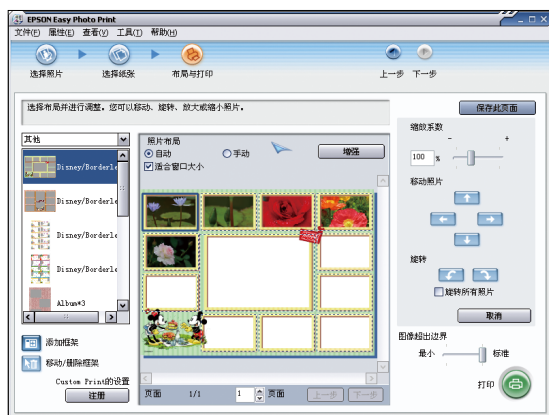 EPSON Easy Photo Print
文件(F) 属性(E) 查看(V) 工具(T) 帮助(H)
选择照片 选择纸张 布局与打印 上一步 下一步
选择布局并进行调整。您可以移动、旋转、放大或缩小照片。
保存此页面
其他
照片布局
自动 手动 增强
适合窗口大小
Disney/Borderle
Disney/Borderle
Disney/Borderle
Disney/Borderle
Album*3
缩放系数
- +
100 %
移动照片
旋转
旋转所有照片
取消
添加框架
移动/删除框架
Custom Print的设置
注册
图像超出边界
最小 标准
页面 1/1 1 页面 上一步 下一步
打印